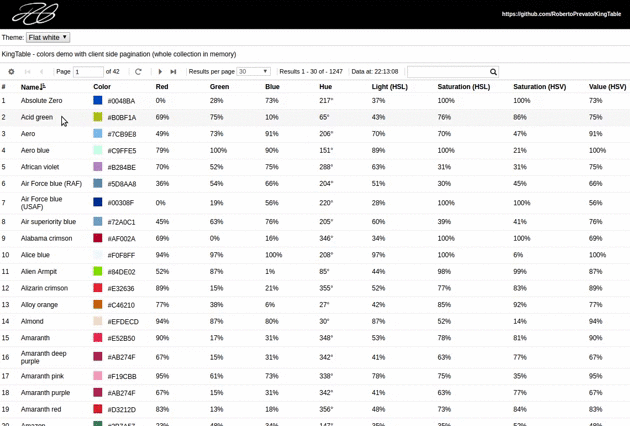 https://github.com/RobertoPrevato/KingTable
Theme: Flat white
KingTable - colors demo with client side pagination (whole collection in memory)
Page 1 of 42 Results per page 30 Results 1 - 30 of - 1247 Data at: 22:13:08
# Name Color Red Green Blue Hue Light (HSL) Saturation (HSL) Saturation (HSV) Value (HSV)
1 Absolute Zero #0048BA 0% 28% 73% 217° 37% 100% 100% 73%
2 Acid green #B0BF1A 69% 75% 10% 65° 43% 76% 86% 75%
3 Aero #7CB9E8 49% 73% 91% 206° 70% 70% 47% 91%
4 Aero blue #C9FFE5 79% 100% 90% 151° 89% 100% 21% 100%
5 African violet #B284BE 70% 52% 75% 288° 63% 31% 31% 75%
6 Air Force blue (RAF) #5D8AA8 36% 54% 66% 204° 51% 30% 45% 66%
7 Air Force blue (USAF) #00308F 0% 19% 56% 220° 28% 100% 100% 56%
8 Air superiority blue #72A0C1 45% 63% 76% 205° 60% 39% 41% 76%
9 Alabama crimson #AF002A 69% 0% 16% 346° 34% 100% 100% 69%
10 Alice blue #F0F8FF 94% 97% 100% 208° 97% 100% 6% 100%
11 Alien Armpit #84DE02 52% 87% 1% 85° 44% 98% 99% 87%
12 Alizarin crimson #E32636 89% 15% 21% 355° 52% 77% 83% 89%
13 Alloy orange #C46210 77% 38% 6% 27° 42% 85% 92% 77%
14 Almond #EFDECD 94% 87% 80% 30° 87% 52% 14% 94%
15 Amaranth #E52B50 90% 17% 31% 348° 53% 78% 81% 90%
16 Amaranth deep purple #AB274F 67% 15% 31% 342° 41% 63% 77% 67%
17 Amaranth pink #F19CBB 95% 61% 73% 338° 78% 75% 35% 95%
18 Amaranth purple #AB274F 67% 15% 31% 342° 41% 63% 77% 67%
19 Amaranth red #D3212D 83% 13% 18% 356° 48% 73% 84% 83%